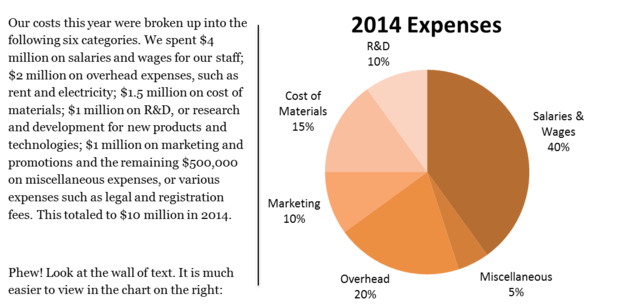 Our costs this year were broken up into the
following six categories. We spent $4
million on salaries and wages for our staff;
$2 million on overhead expenses, such as
rent and electricity; $1.5 million on cost of
materials; $1 million on R&D, or research
and development for new products and
technologies; $1 million on marketing and
promotions and the remaining $500,000
on miscellaneous expenses, or various
expenses such as legal and registration
fees. This totaled to $10 million in 2014.
Phew! Look at the wall of text. It is much
easier to view in the chart on the right:
2014 Expenses
R&D
10%
Cost of
Materials
15%
Salaries &
Wages
40%
Marketing
10%
Overhead
20%
Miscellaneous
5%